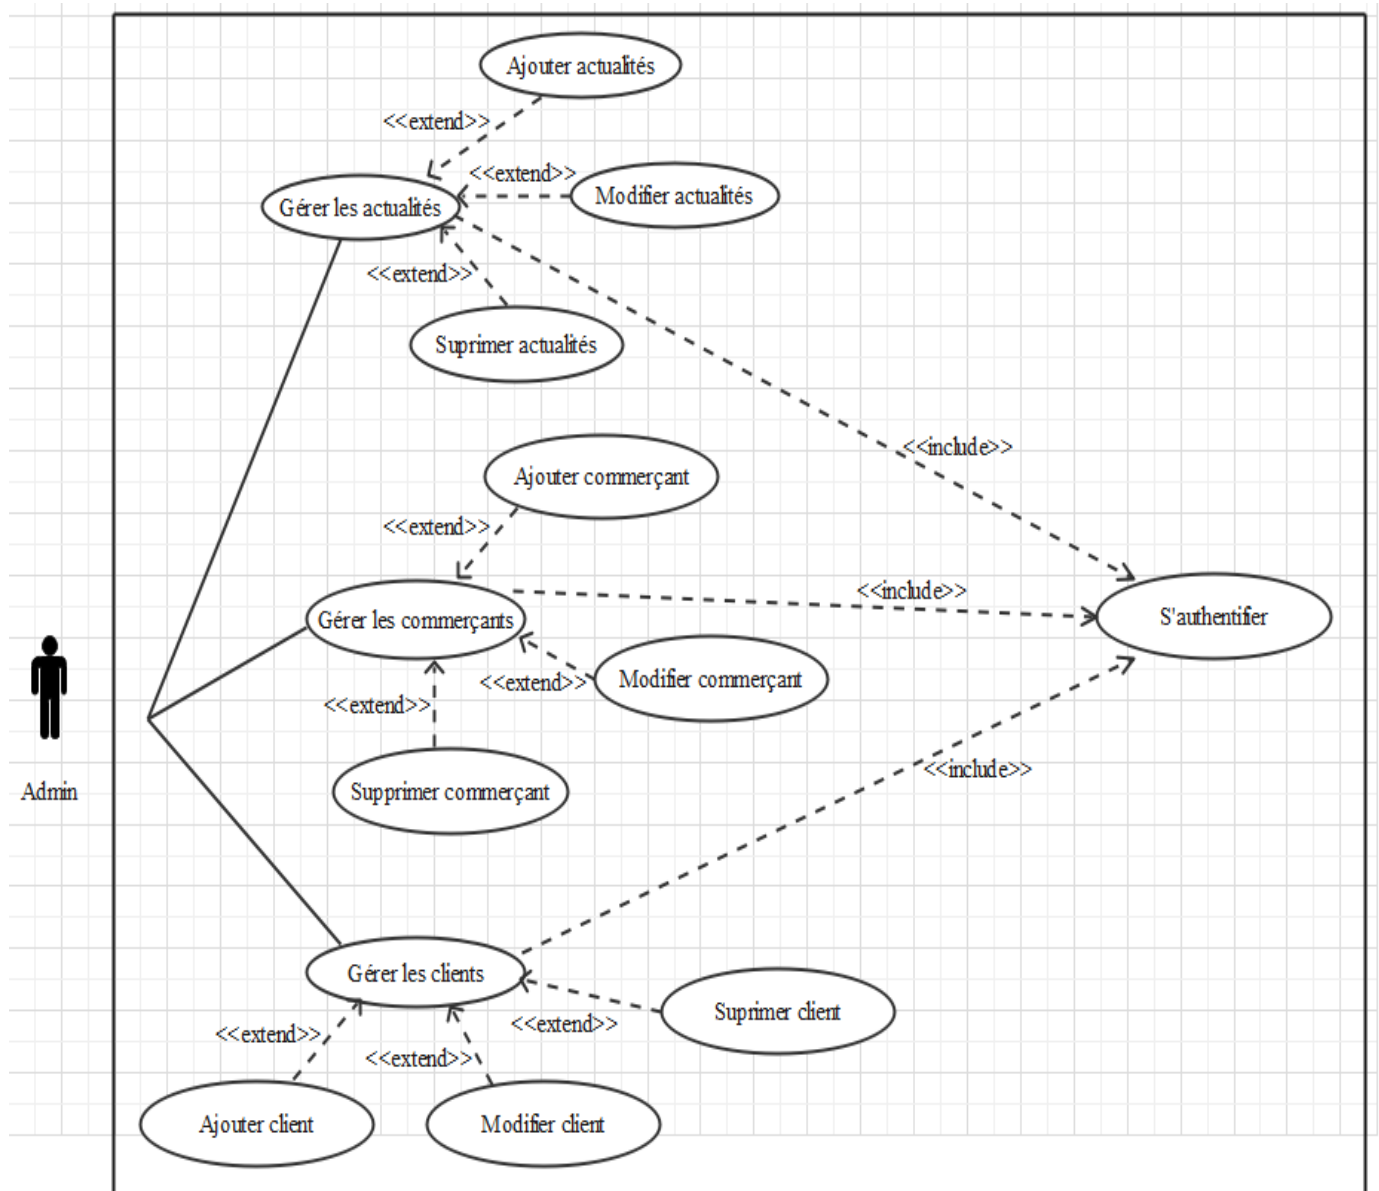 Ajouter actualités
<<extend>>
<<extend>>
Modifier actualités
Gérer les actualités
<<extend>>
Suprimer actualités
<<include>>
Ajouter commerçant
<<extend>>
<<include>>
Gérer les commerçants
S'authentifier
<<extend>>
Modifier commerçant
<<extend>>
Admin
Supprimer commerçant
<<include>>
Gérer les clients
Suprimer client
<<extend>>
<<extend>>
<<extend>>
Ajouter client
Modifier client